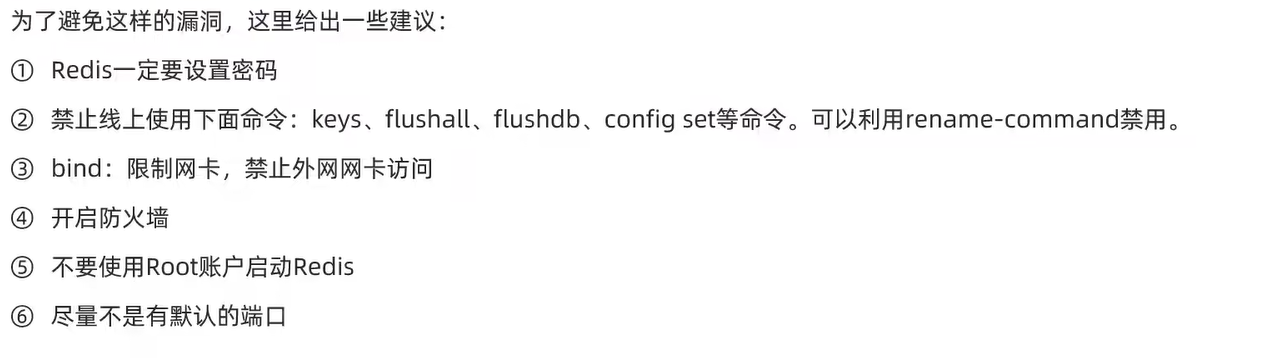 为了避免这样的漏洞，这里给出一些建议：
① Redis一定要设置密码
② 禁止线上使用下面命令：keys、flushall、flushdb、config set等命令。可以利用rename-command禁用。
③ bind：限制网卡，禁止外网网卡访问
④ 开启防火墙
⑤ 不要使用Root账户启动Redis
⑥ 尽量不是有默认的端口